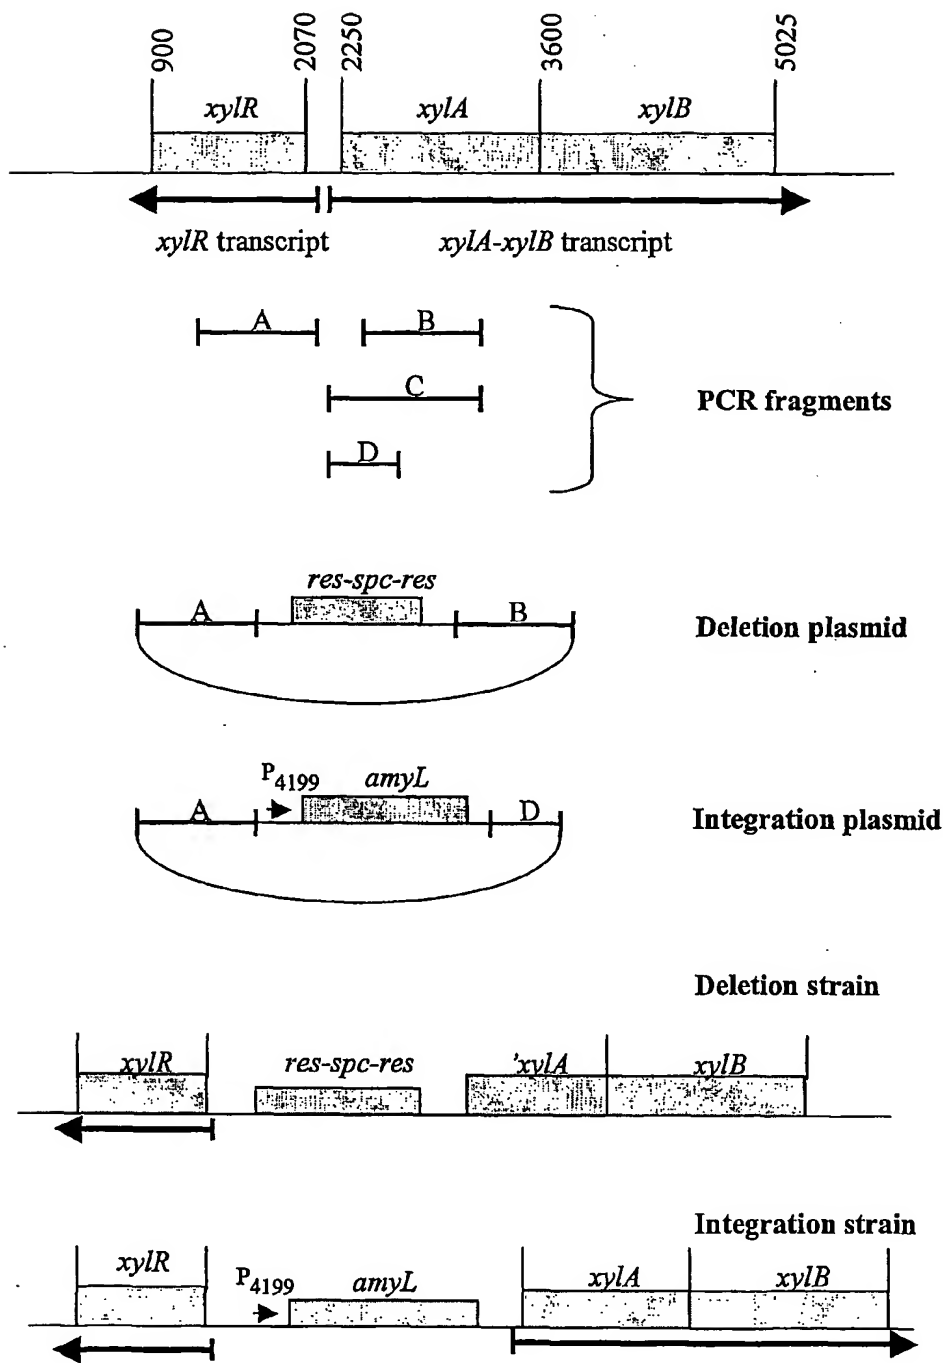 900
2070
2250
3600
5025
xylR xylA xylB
xylR transcript xylA-xylB transcript
A B
C
PCR fragments
D
res-spc-res
A B
Deletion plasmid
P4199 amyL
A D
Integration plasmid
Deletion strain
xylR res-spc-res 'xylA xylB
Integration strain
xylR P4199 amyL xylA xylB